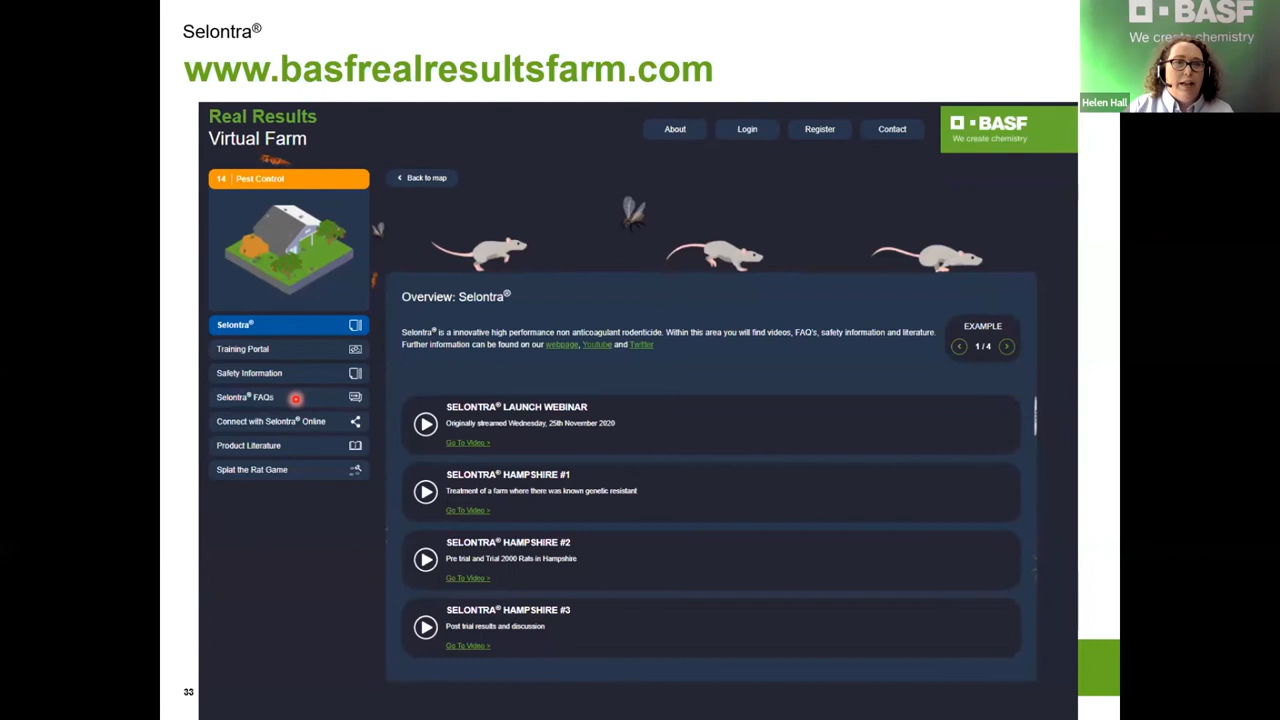 Selontra®
www.basfrealresultsfarm.com
BASF
We create chemistry
Helen Hall
Real Results
Virtual Farm
About
Login
Register
Contact
BASF
We create chemistry
14 | Pest Control
Back to map
Selontra®
Training Portal
Safety Information
Selontra® FAQs
Connect with Selontra® Online
Product Literature
Splat the Rat Game
Overview: Selontra®
Selontra® is a innovative high performance non anticoagulant rodenticide. Within this area you will find videos, FAQ's, safety information and literature.
Further information can be found on our webpage, Youtube and Twitter
EXAMPLE
1 / 4
SELONTRA® LAUNCH WEBINAR
Originally streamed Wednesday, 25th November 2020
Go To Video >
SELONTRA® HAMPSHIRE #1
Treatment of a farm where there was known genetic resistant
Go To Video >
SELONTRA® HAMPSHIRE #2
Pre trial and Trial 2000 Rats in Hampshire
Go To Video >
SELONTRA® HAMPSHIRE #3
Post trial results and discussion
Go To Video >
33